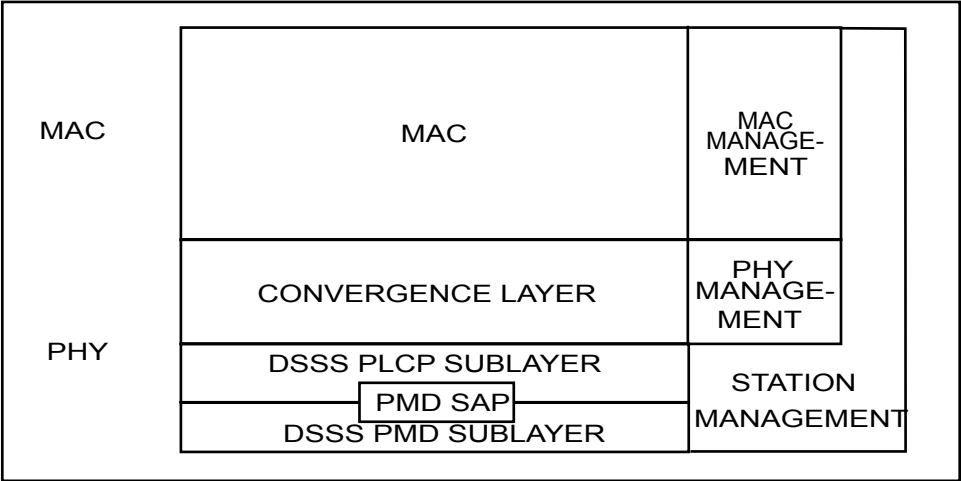 MAC
MAC
MAC
MANAGE-
MENT
CONVERGENCE LAYER
PHY
MANAGE-
MENT
PHY
DSSS PLCP SUBLAYER
PMD SAP
DSSS PMD SUBLAYER
STATION
MANAGEMENT